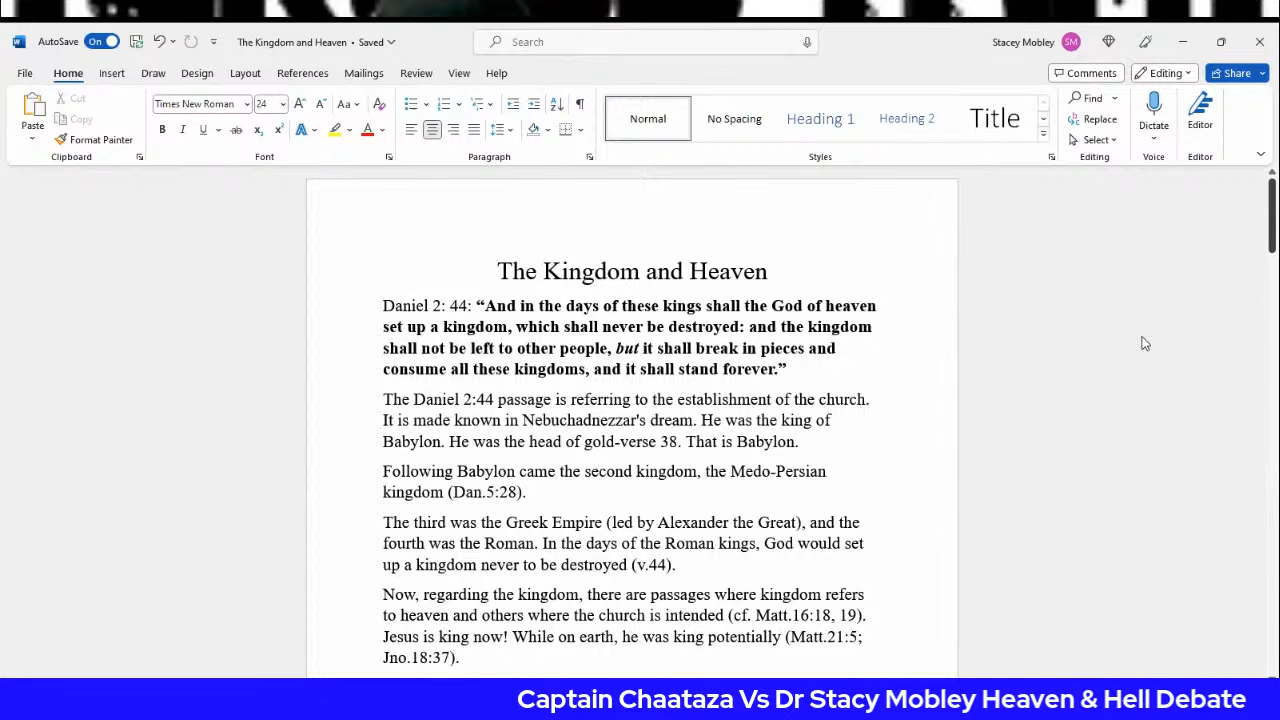 AutoSave On The Kingdom and Heaven • Saved Search Stacey Mobley SM
File Home Insert Draw Design Layout References Mailings Review View Help Comments Editing Share
Paste Cut Copy Format Painter Clipboard
Times New Roman 24 Font
Paragraph
Normal No Spacing Heading 1 Heading 2 Title Styles
Find Replace Select Editing
Dictate Voice
Editor Editor
The Kingdom and Heaven
Daniel 2: 44: “And in the days of these kings shall the God of heaven
set up a kingdom, which shall never be destroyed: and the kingdom
shall not be left to other people, but it shall break in pieces and
consume all these kingdoms, and it shall stand forever.”
The Daniel 2:44 passage is referring to the establishment of the church.
It is made known in Nebuchadnezzar's dream. He was the king of
Babylon. He was the head of gold-verse 38. That is Babylon.
Following Babylon came the second kingdom, the Medo-Persian
kingdom (Dan.5:28).
The third was the Greek Empire (led by Alexander the Great), and the
fourth was the Roman. In the days of the Roman kings, God would set
up a kingdom never to be destroyed (v.44).
Now, regarding the kingdom, there are passages where kingdom refers
to heaven and others where the church is intended (cf. Matt.16:18, 19).
Jesus is king now! While on earth, he was king potentially (Matt.21:5;
Jno.18:37).
Captain Chaataza Vs Dr Stacy Mobley Heaven & Hell Debate